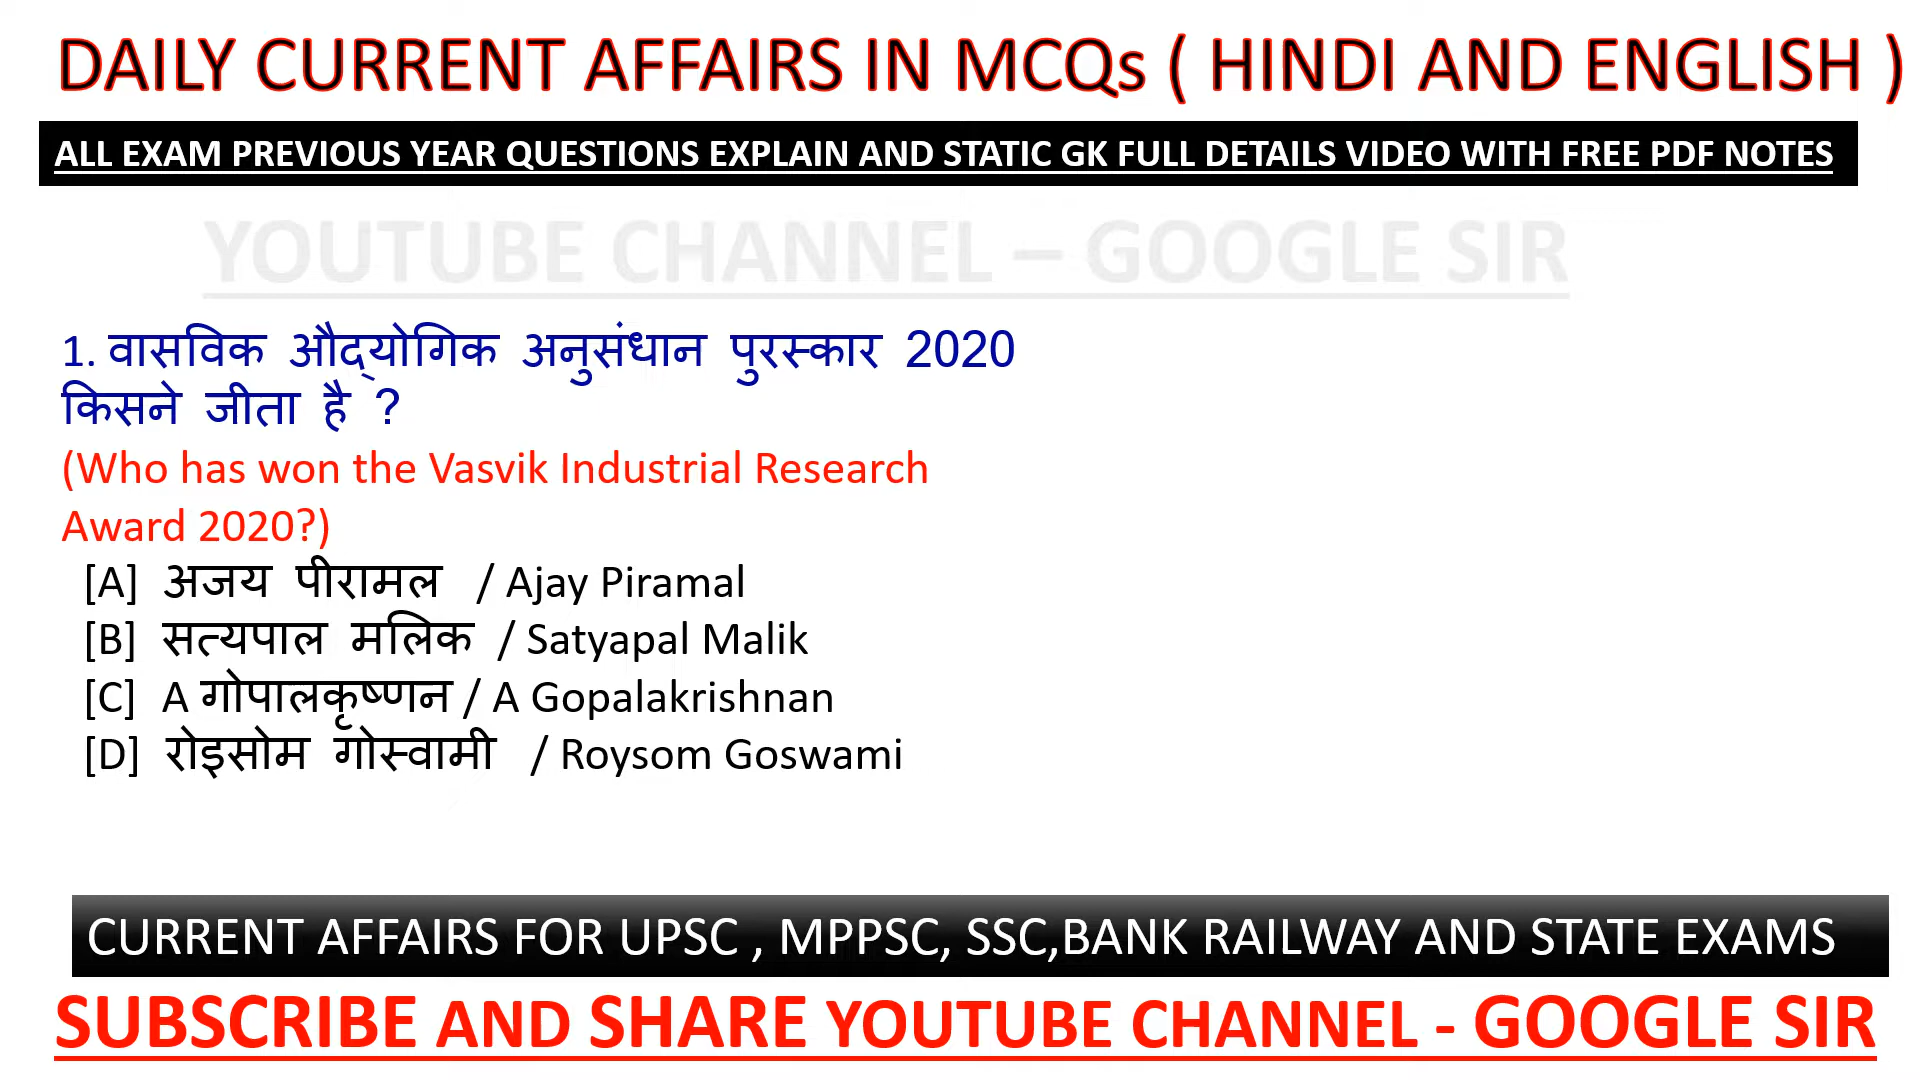 DAILY CURRENT AFFAIRS IN MCQs ( HINDI AND ENGLISH )
ALL EXAM PREVIOUS YEAR QUESTIONS EXPLAIN AND STATIC GK FULL DETAILS VIDEO WITH FREE PDF NOTES
YOUTUBE CHANNEL – GOOGLE SIR
1. वासविक औद्योगिक अनुसंधान पुरस्कार 2020
किसने जीता है ?
(Who has won the Vasvik Industrial Research
Award 2020?)
[A] अजय पीरामल / Ajay Piramal
[B] सत्यपाल मलिक / Satyapal Malik
[C] A गोपालकृष्णन / A Gopalakrishnan
[D] रोइसोम गोस्वामी / Roysom Goswami
CURRENT AFFAIRS FOR UPSC , MPPSC, SSC,BANK RAILWAY AND STATE EXAMS
SUBSCRIBE AND SHARE YOUTUBE CHANNEL - GOOGLE SIR